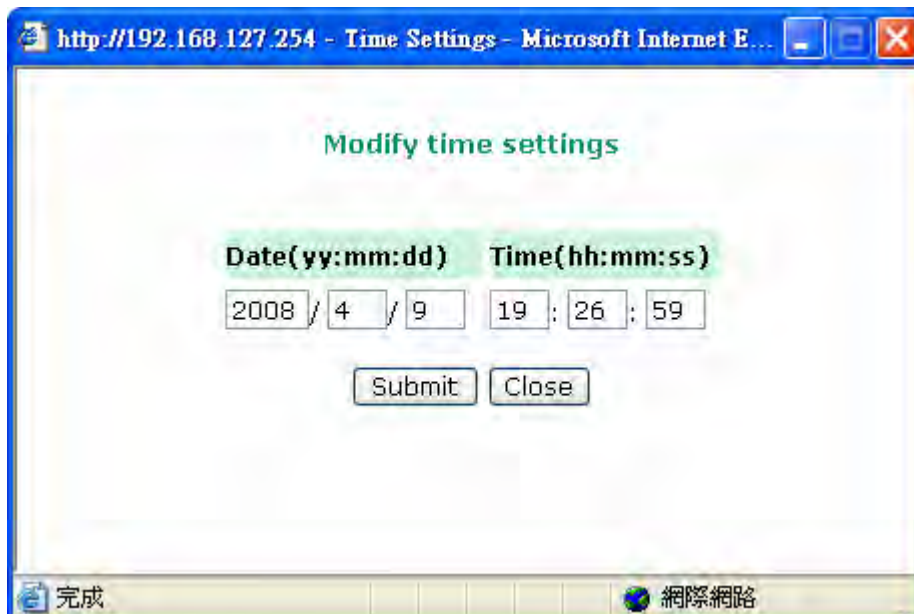 http://192.168.127.254 - Time Settings - Microsoft Internet E...
Modify time settings
Date(yy:mm:dd) Time(hh:mm:ss)
2008 / 4 / 9 19 : 26 : 59
Submit Close
完成 網際網路